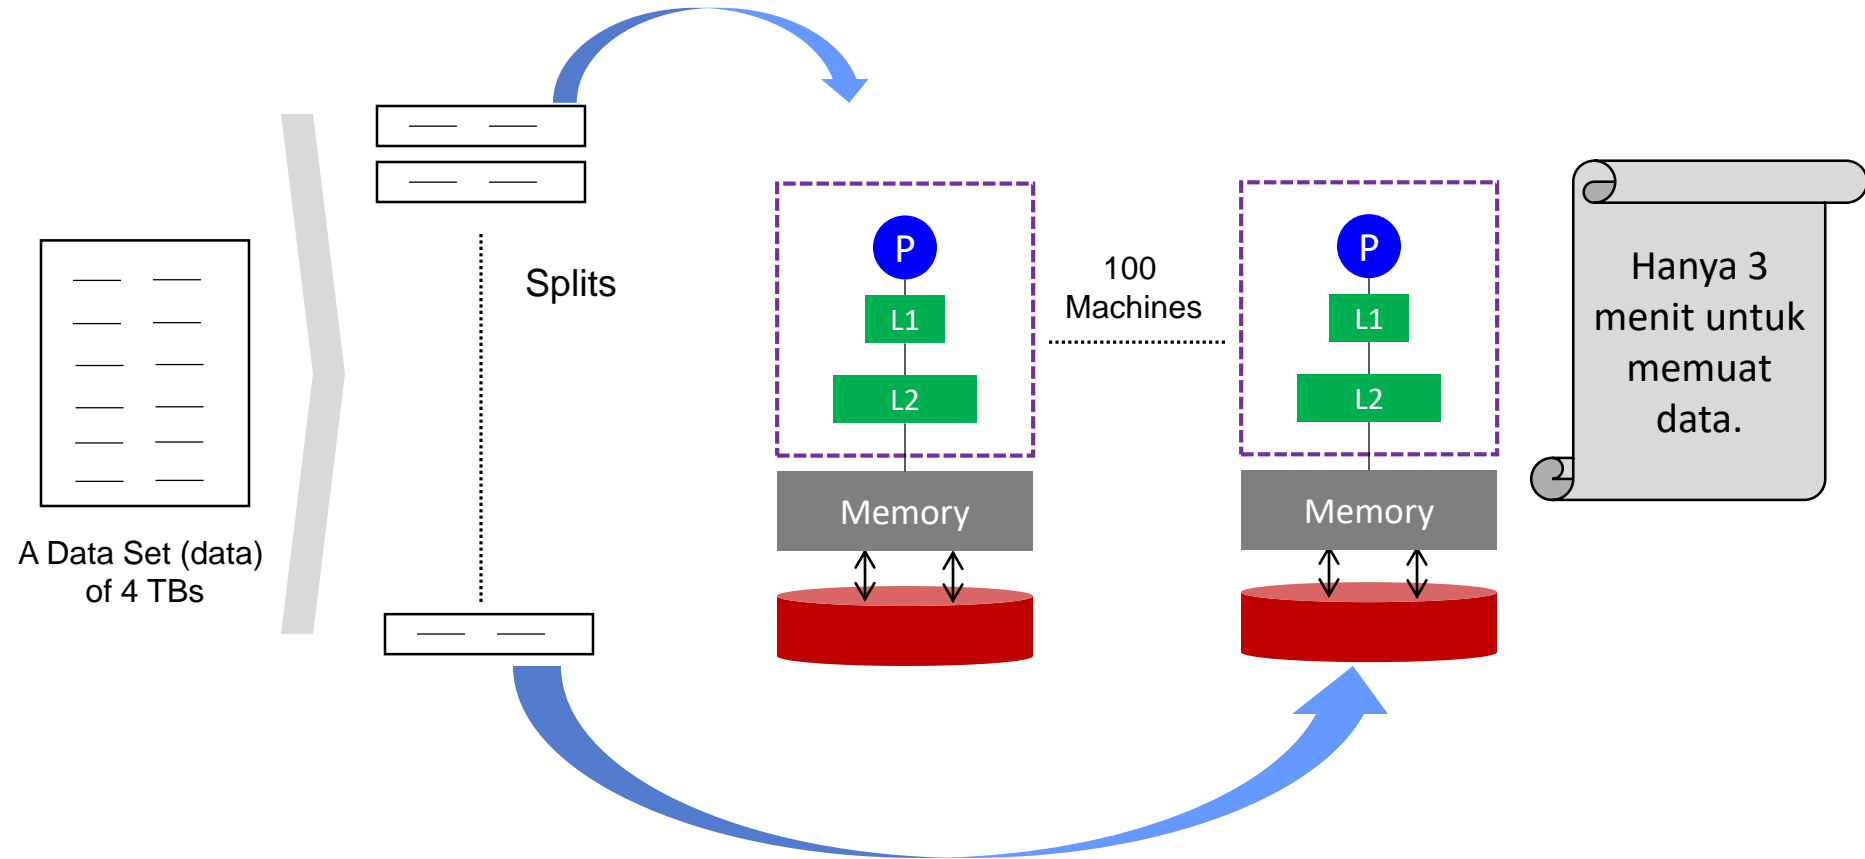 A Data Set (data)
of 4 TBs
Splits
P
L1
L2
Memory
100
Machines
P
L1
L2
Memory
Hanya 3
menit untuk
memuat
data.